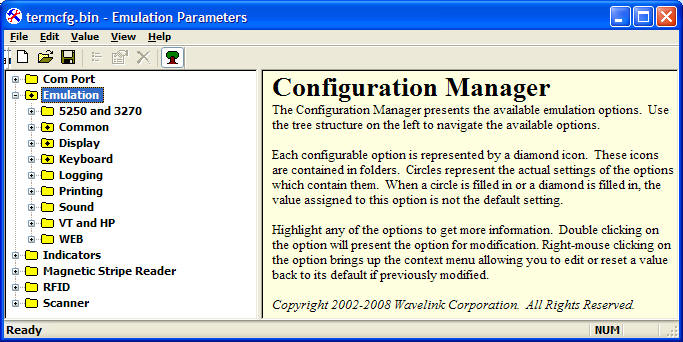 termcfg.bin - Emulation Parameters
File Edit Value View Help
Com Port
Emulation
5250 and 3270
Common
Display
Keyboard
Logging
Printing
Sound
VT and HP
WEB
Indicators
Magnetic Stripe Reader
RFID
Scanner
Configuration Manager
The Configuration Manager presents the available emulation options. Use
the tree structure on the left to navigate the available options.
Each configurable option is represented by a diamond icon. These icons
are contained in folders. Circles represent the actual settings of the options
which contain them. When a circle is filled in or a diamond is filled in, the
value assigned to this option is not the default setting.
Highlight any of the options to get more information. Double clicking on
the option will present the option for modification. Right-mouse clicking on
the option brings up the context menu allowing you to edit or reset a value
back to its default if previously modified.
Copyright 2002-2008 Wavelink Corporation. All Rights Reserved.
Ready
NUM